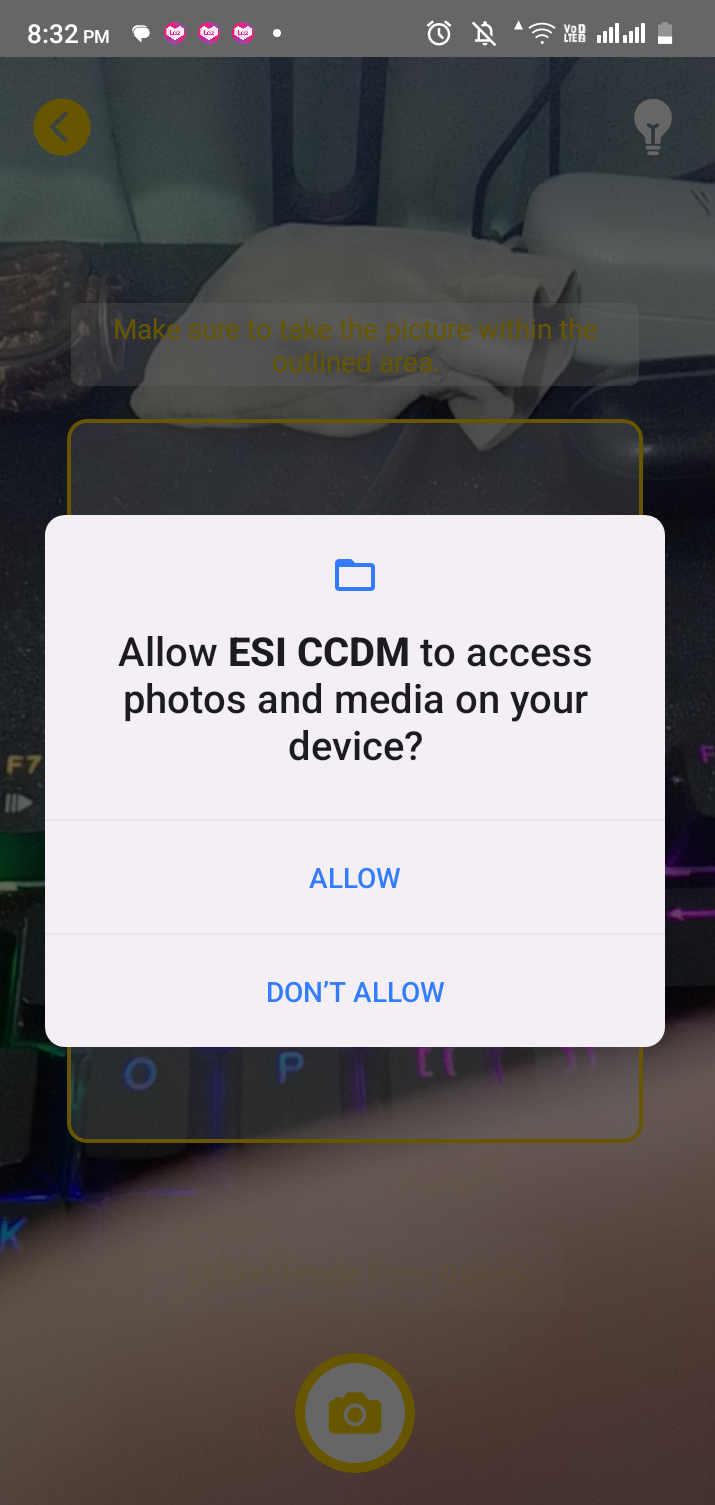 8:32 PM
Make sure to take the picture within the
outlined area.
Allow ESI CCDM to access
photos and media on your
device?
F7
F
ALLOW
DON'T ALLOW
O
P
[ {
] }
K